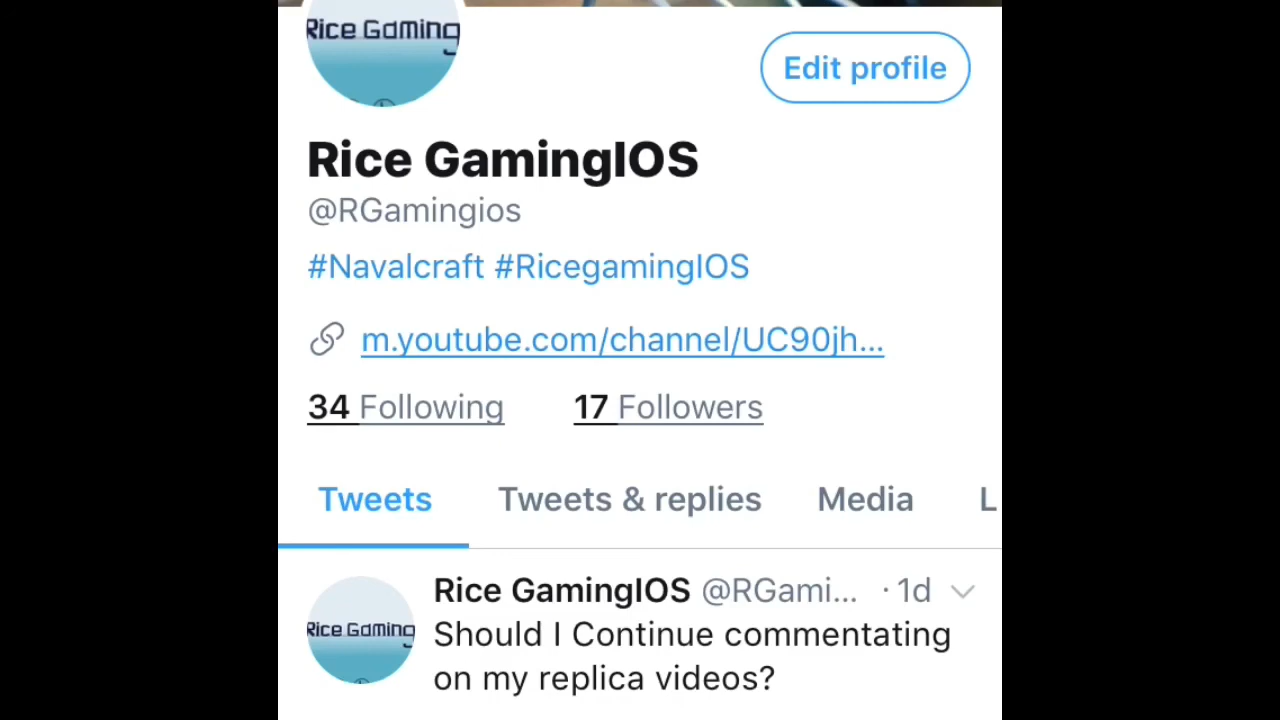 Rice Gaming
Edit profile
Rice GamingIOS
@RGamingios
#Navalcraft #RicegamingIOS
m.youtube.com/channel/UC90jh...
34 Following 17 Followers
Tweets Tweets & replies Media L
Rice GamingIOS @RGami... · 1d
Rice Gaming
Should I Continue commentating
on my replica videos?